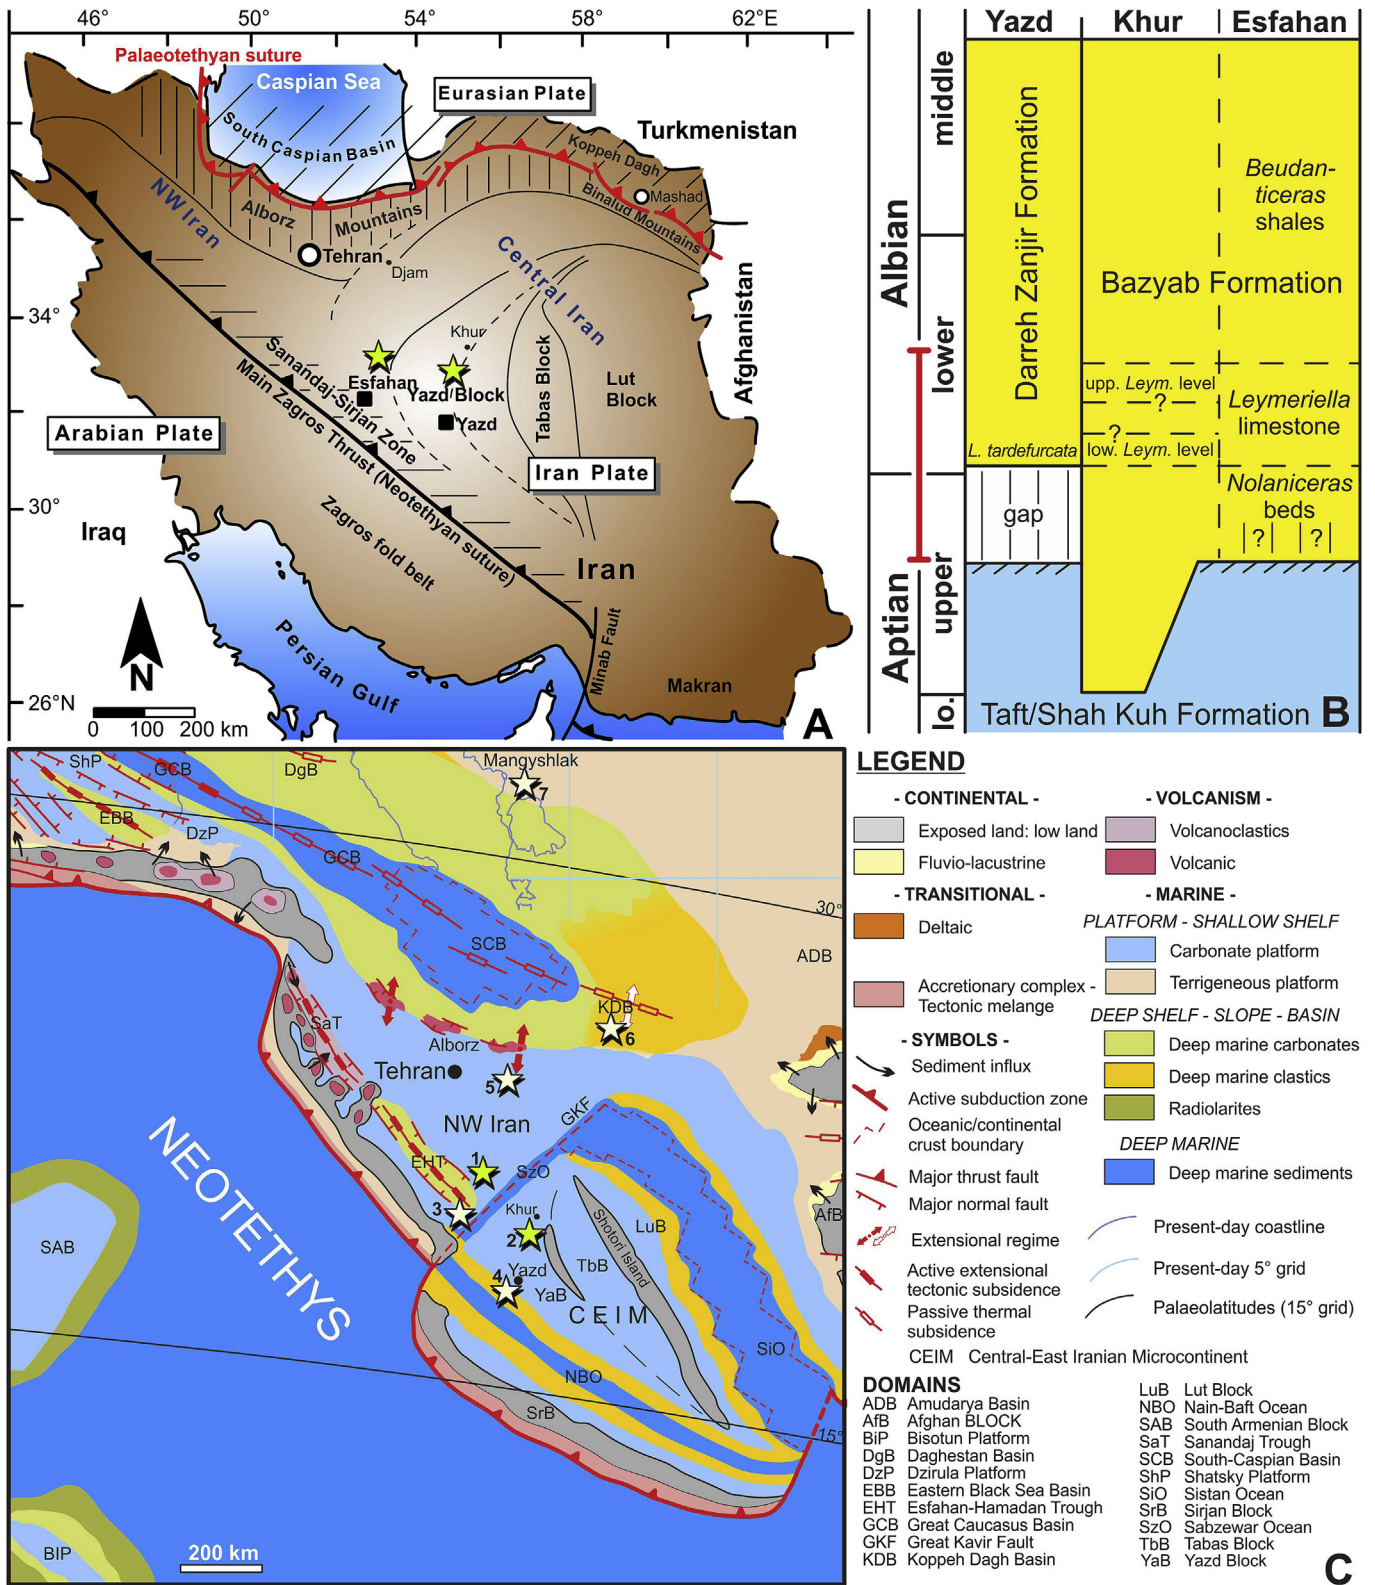 46°
50°
54°
58°
62°E
Palaeotethyan suture
Caspian Sea
Eurasian Plate
South Caspian Basin
Turkmenistan
Koppeh Dagh
Mashad
Binalud Mountains
NW Iran
Alborz
Mountains
Tehran
Djam
Central Iran
34°
Khur
Afghanistan
Sanandaj-Sirjan Zone
Esfahan
Yazd Block
Tabas Block
Lut
Block
Main Zagros Thrust (Neotethyan suture)
Yazd
Arabian Plate
Iran Plate
30°
Iraq
Zagros fold belt
Iran
Persian Gulf
Minab Fault
Makran
N
26°N
0
100
200 km
A
Yazd
Khur
Esfahan
middle
Albian
lower
Aptian
upper
lo.
Darreh Zanjir Formation
Beudan-
ticeras
shales
Bazyab Formation
upp. Leym. level
?
?
low. Leym. level
Leymeriella
limestone
L. tardefurcata
gap
Nolaniceras
beds
?
?
Taft/Shah Kuh Formation
B
ShP
GCB
DgB
Mangyshlak
7
EBB
DzP
GCB
30°
SCB
ADB
KDB
6
SaT
Alborz
Tehran
5
NW Iran
GKF
EHT
1
SzO
3
Khur
2
Shotori Island
LuB
AfB
TbB
4
Yazd
YaB
CEIM
NEOTETHYS
SAB
SiO
NBO
SrB
15°
BIP
200 km
LEGEND
- CONTINENTAL -
Exposed land: low land
Fluvio-lacustrine
- TRANSITIONAL -
Deltaic
Accretionary complex -
Tectonic melange
- SYMBOLS -
Sediment influx
Active subduction zone
Oceanic/continental
crust boundary
Major thrust fault
Major normal fault
Extensional regime
Active extensional
tectonic subsidence
Passive thermal
subsidence
- VOLCANISM -
Volcanoclastics
Volcanic
- MARINE -
PLATFORM - SHALLOW SHELF
Carbonate platform
Terrigeneous platform
DEEP SHELF - SLOPE - BASIN
Deep marine carbonates
Deep marine clastics
Radiolarites
DEEP MARINE
Deep marine sediments
Present-day coastline
Present-day 5° grid
Palaeolatitudes (15° grid)
CEIM Central-East Iranian Microcontinent
DOMAINS
ADB Amudarya Basin
AfB Afghan BLOCK
BiP Bisotun Platform
DgB Daghestan Basin
DzP Dzirula Platform
EBB Eastern Black Sea Basin
EHT Esfahan-Hamadan Trough
GCB Great Caucasus Basin
GKF Great Kavir Fault
KDB Koppeh Dagh Basin
LuB Lut Block
NBO Nain-Baft Ocean
SAB South Armenian Block
SaT Sanandaj Trough
SCB South-Caspian Basin
ShP Shatsky Platform
SiO Sistan Ocean
SrB Sirjan Block
SzO Sabzewar Ocean
TbB Tabas Block
YaB Yazd Block
C